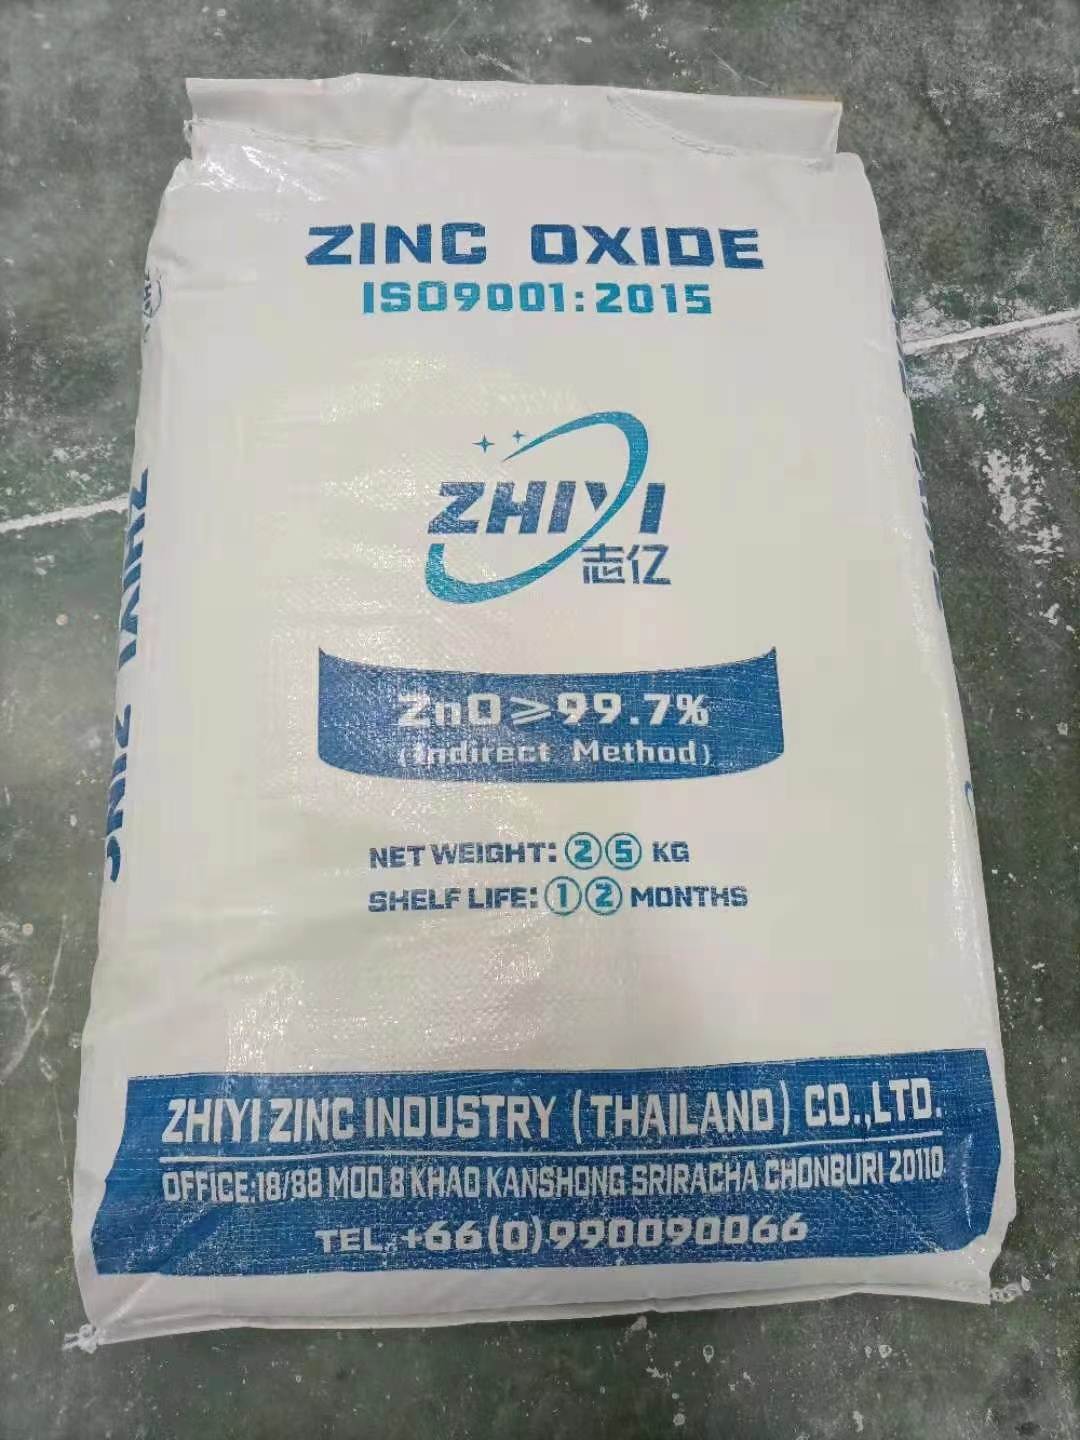 ZINC OXIDE
ISO9001:2015
ZHIYI
志亿
ZnO≥99.7%
(Indirect Method)
NET WEIGHT: ②⑤ KG
SHELF LIFE: ①② MONTHS
ZHIYI ZINC INDUSTRY (THAILAND) CO.,LTD.
OFFICE:18/88 MOO 8 KHAO KANSHONG SRIRACHA CHONBURI 20110
TEL.:+66(0)990090066
ZHIYI ZINC